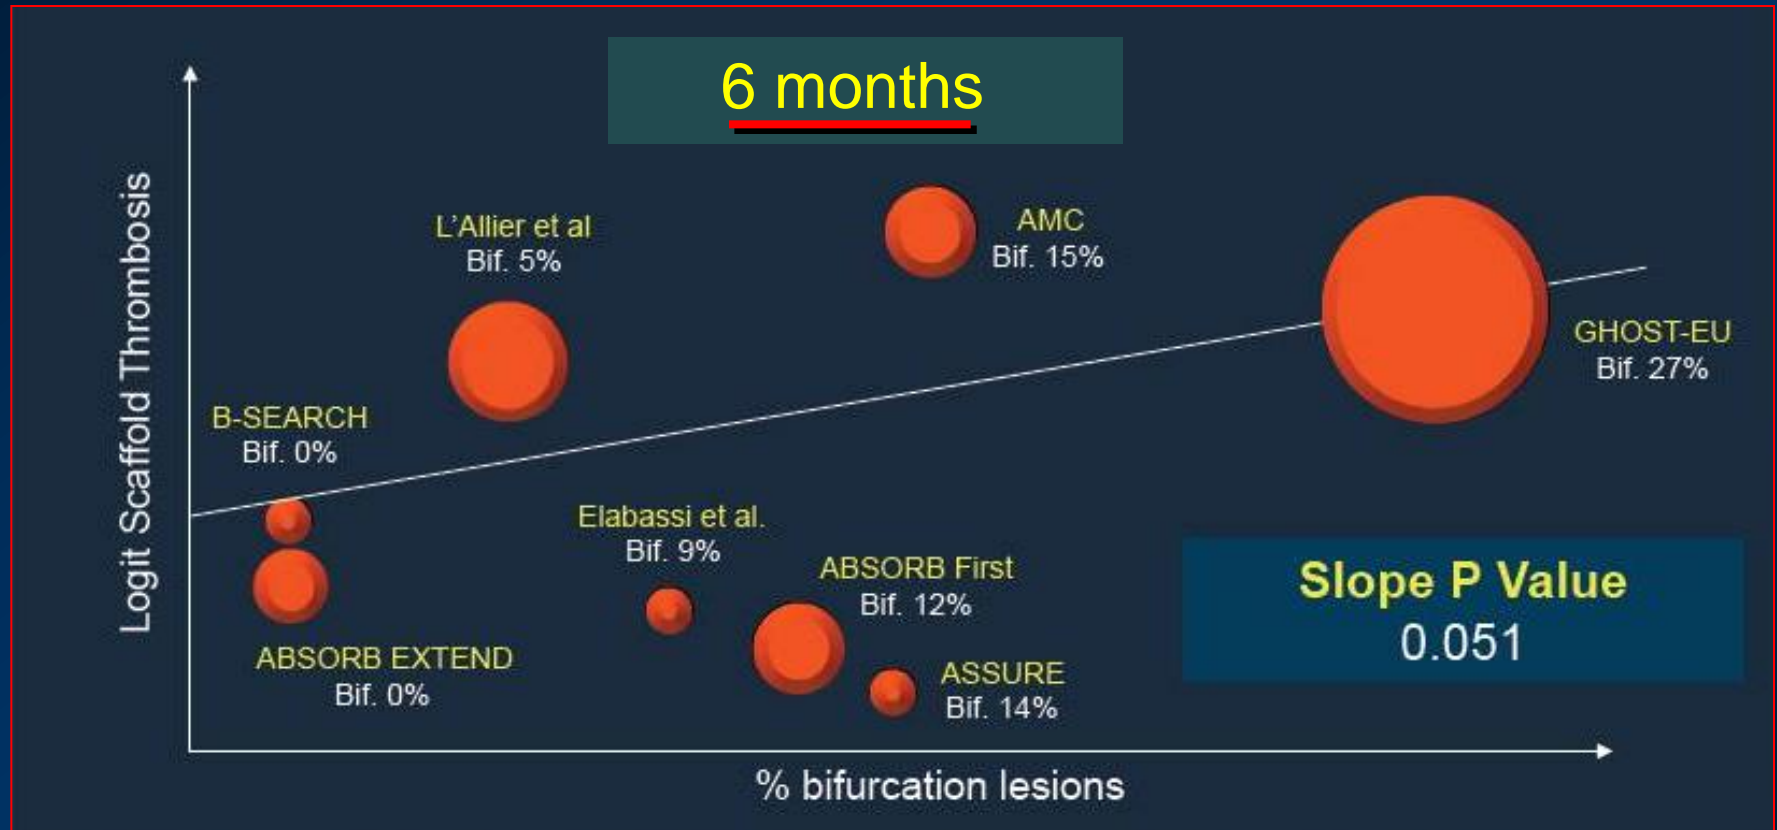 6 months
Logit Scaffold Thrombosis
L'Allier et al
Bif. 5%
AMC
Bif. 15%
GHOST-EU
Bif. 27%
B-SEARCH
Bif. 0%
Elabassi et al.
Bif. 9%
ABSORB First
Bif. 12%
ABSORB EXTEND
Bif. 0%
ASSURE
Bif. 14%
Slope P Value
0.051
% bifurcation lesions